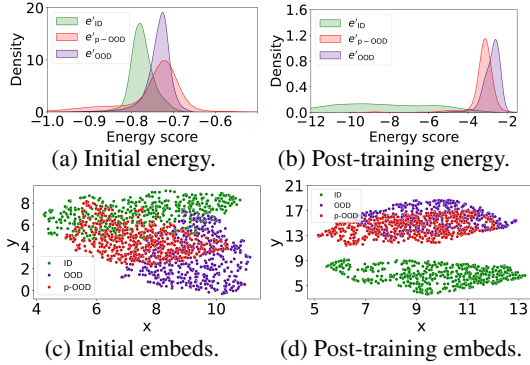 20
10
0
Density
e'ID
e'p−OOD
e'OOD
−1.0 −0.9 −0.8 −0.7 −0.6
Energy score
(a) Initial energy.
1.6
1.2
0.8
0.4
0.0
Density
e'ID
e'p−OOD
e'OOD
−12 −10 −8 −6 −4 −2
Energy score
(b) Post-training energy.
8
6
4
2
0
y
ID
OOD
p-OOD
4 6 8 10
x
(c) Initial embeds.
21
17
13
9
5
y
ID
OOD
p-OOD
5 7 9 11 13
x
(d) Post-training embeds.